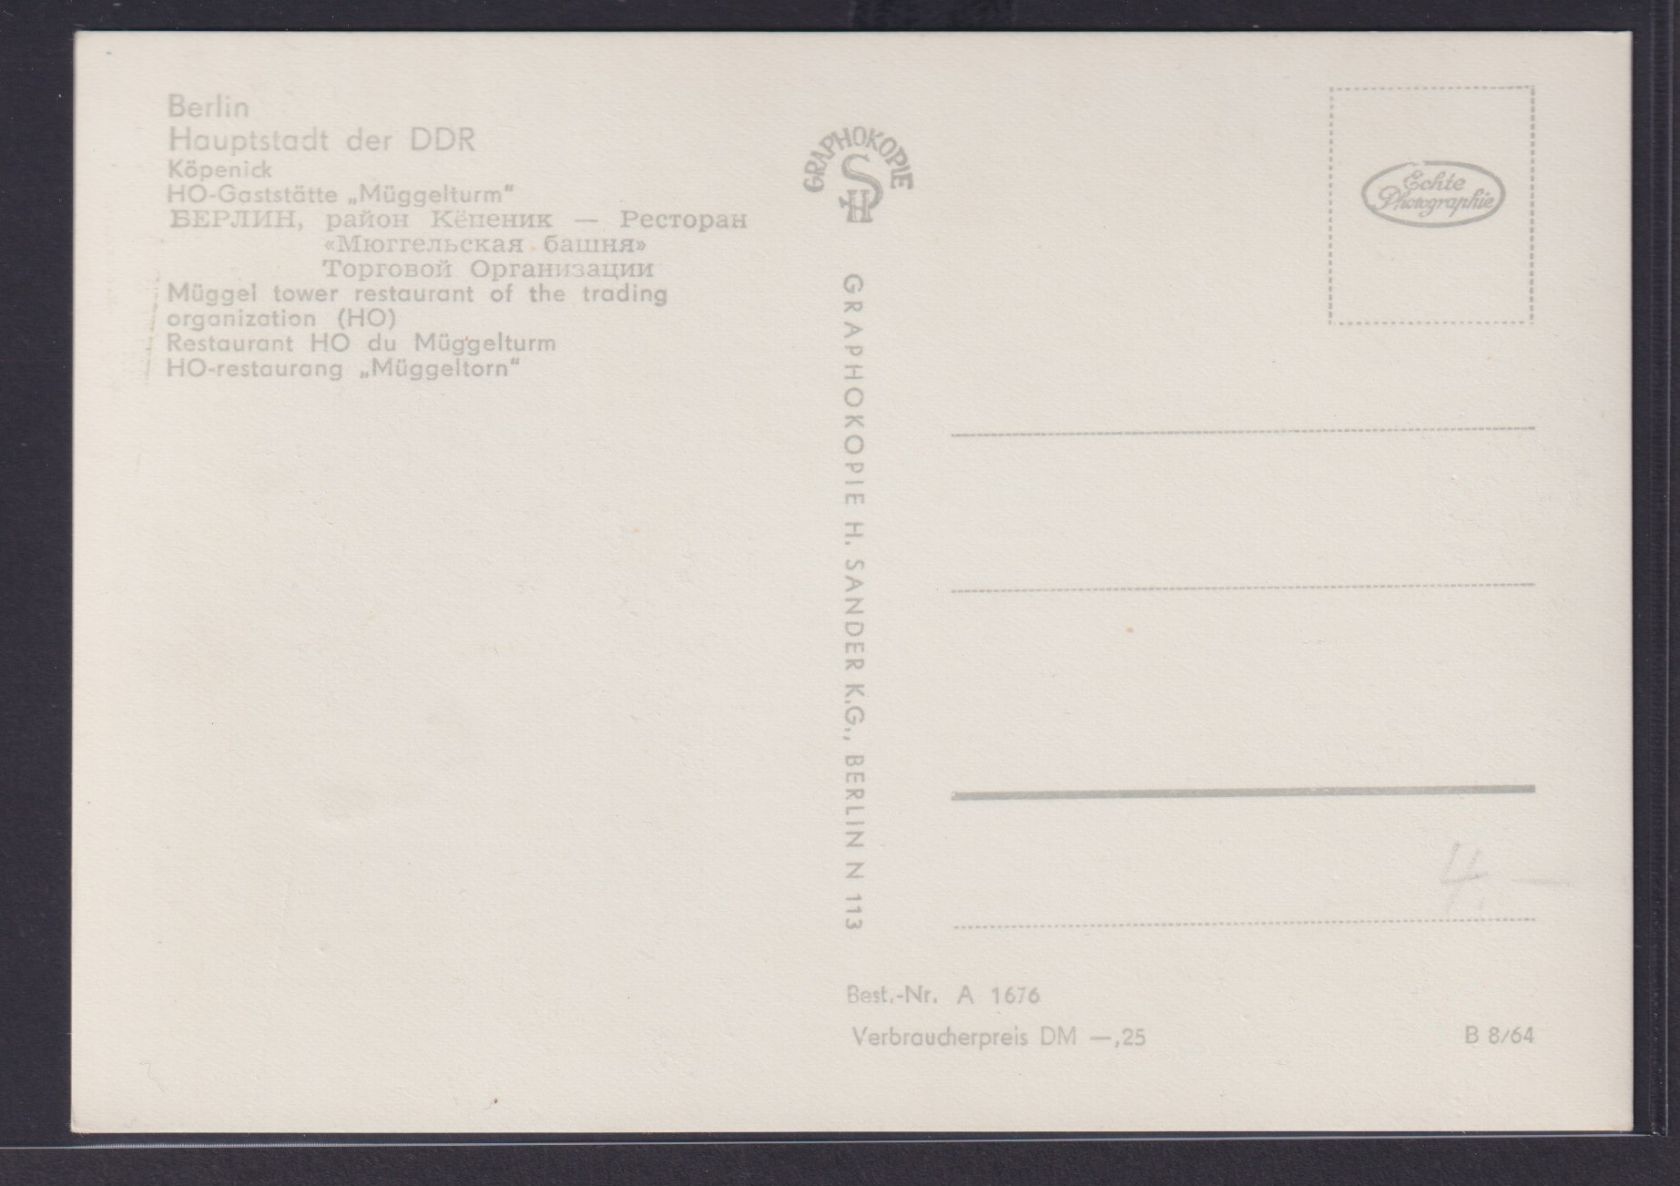 Berlin
Hauptstadt der DDR
Köpenick
HO-Gaststätte „Müggelturm“
БЕРЛИН, район Кёпеник — Ресторан
«Мюггельская башня»
Торговой Организации
Müggel tower restaurant of the trading
organization (HO)
Restaurant HO du Müggelturm
HO-restaurang „Müggeltorn“
GRAPHOKOPIE
HS
GRAPHOKOPIE H. SANDER K.G., BERLIN N 113
Echte
Photographie
4.—
Best.-Nr. A 1676
Verbraucherpreis DM —,25
B 8/64